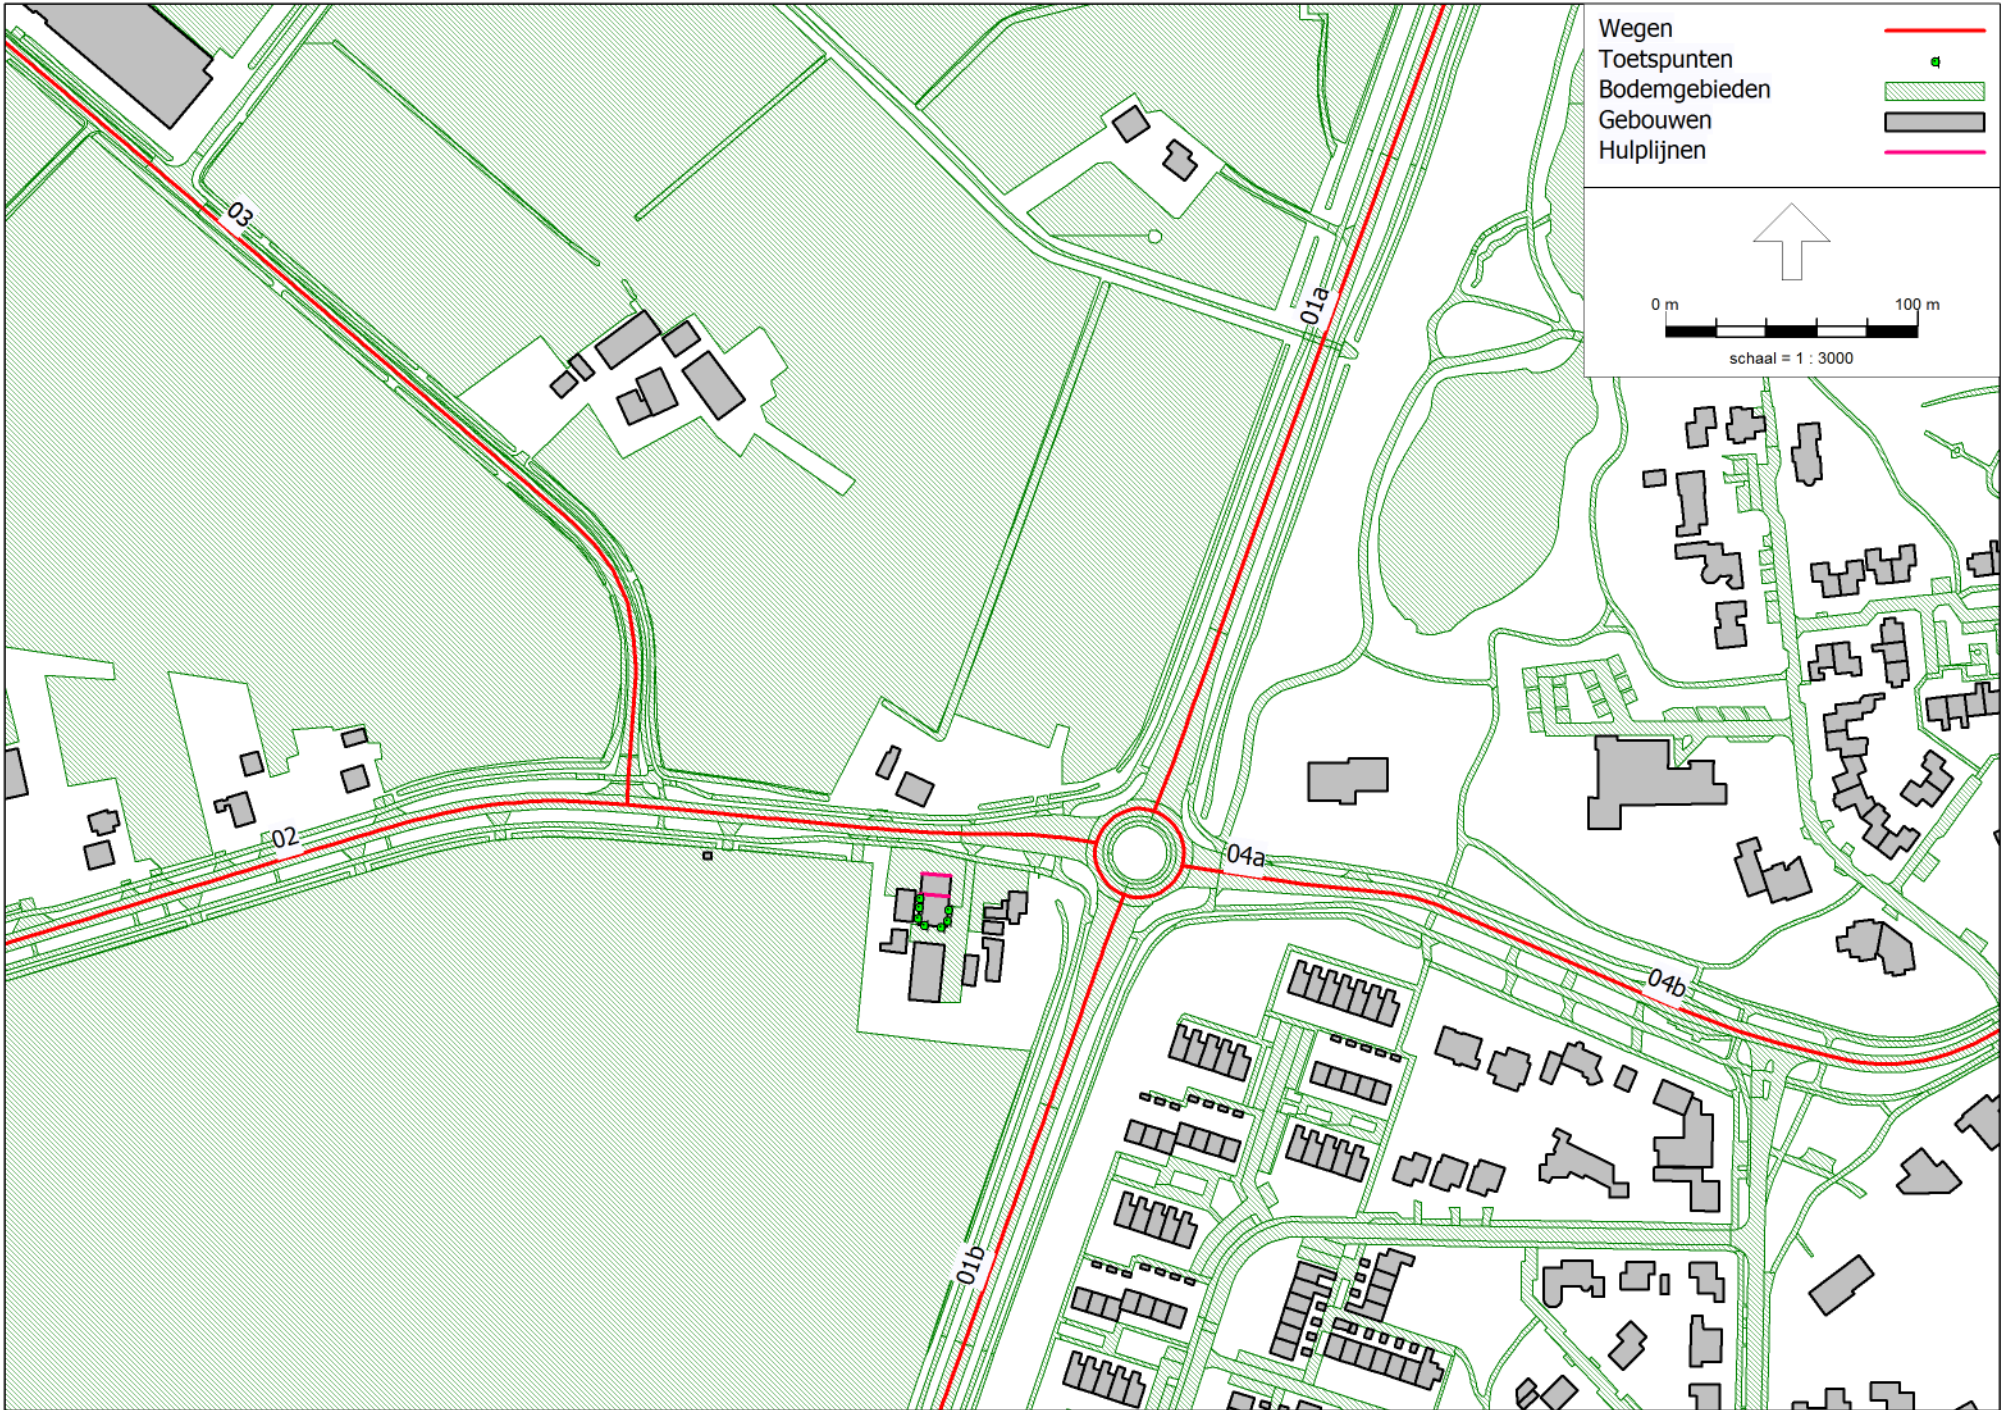 Wegen
Toetspunten
Bodemgebieden
Gebouwen
Hulplijnen
0 m 100 m
schaal = 1 : 3000
03
01a
02
04a
04b
01b